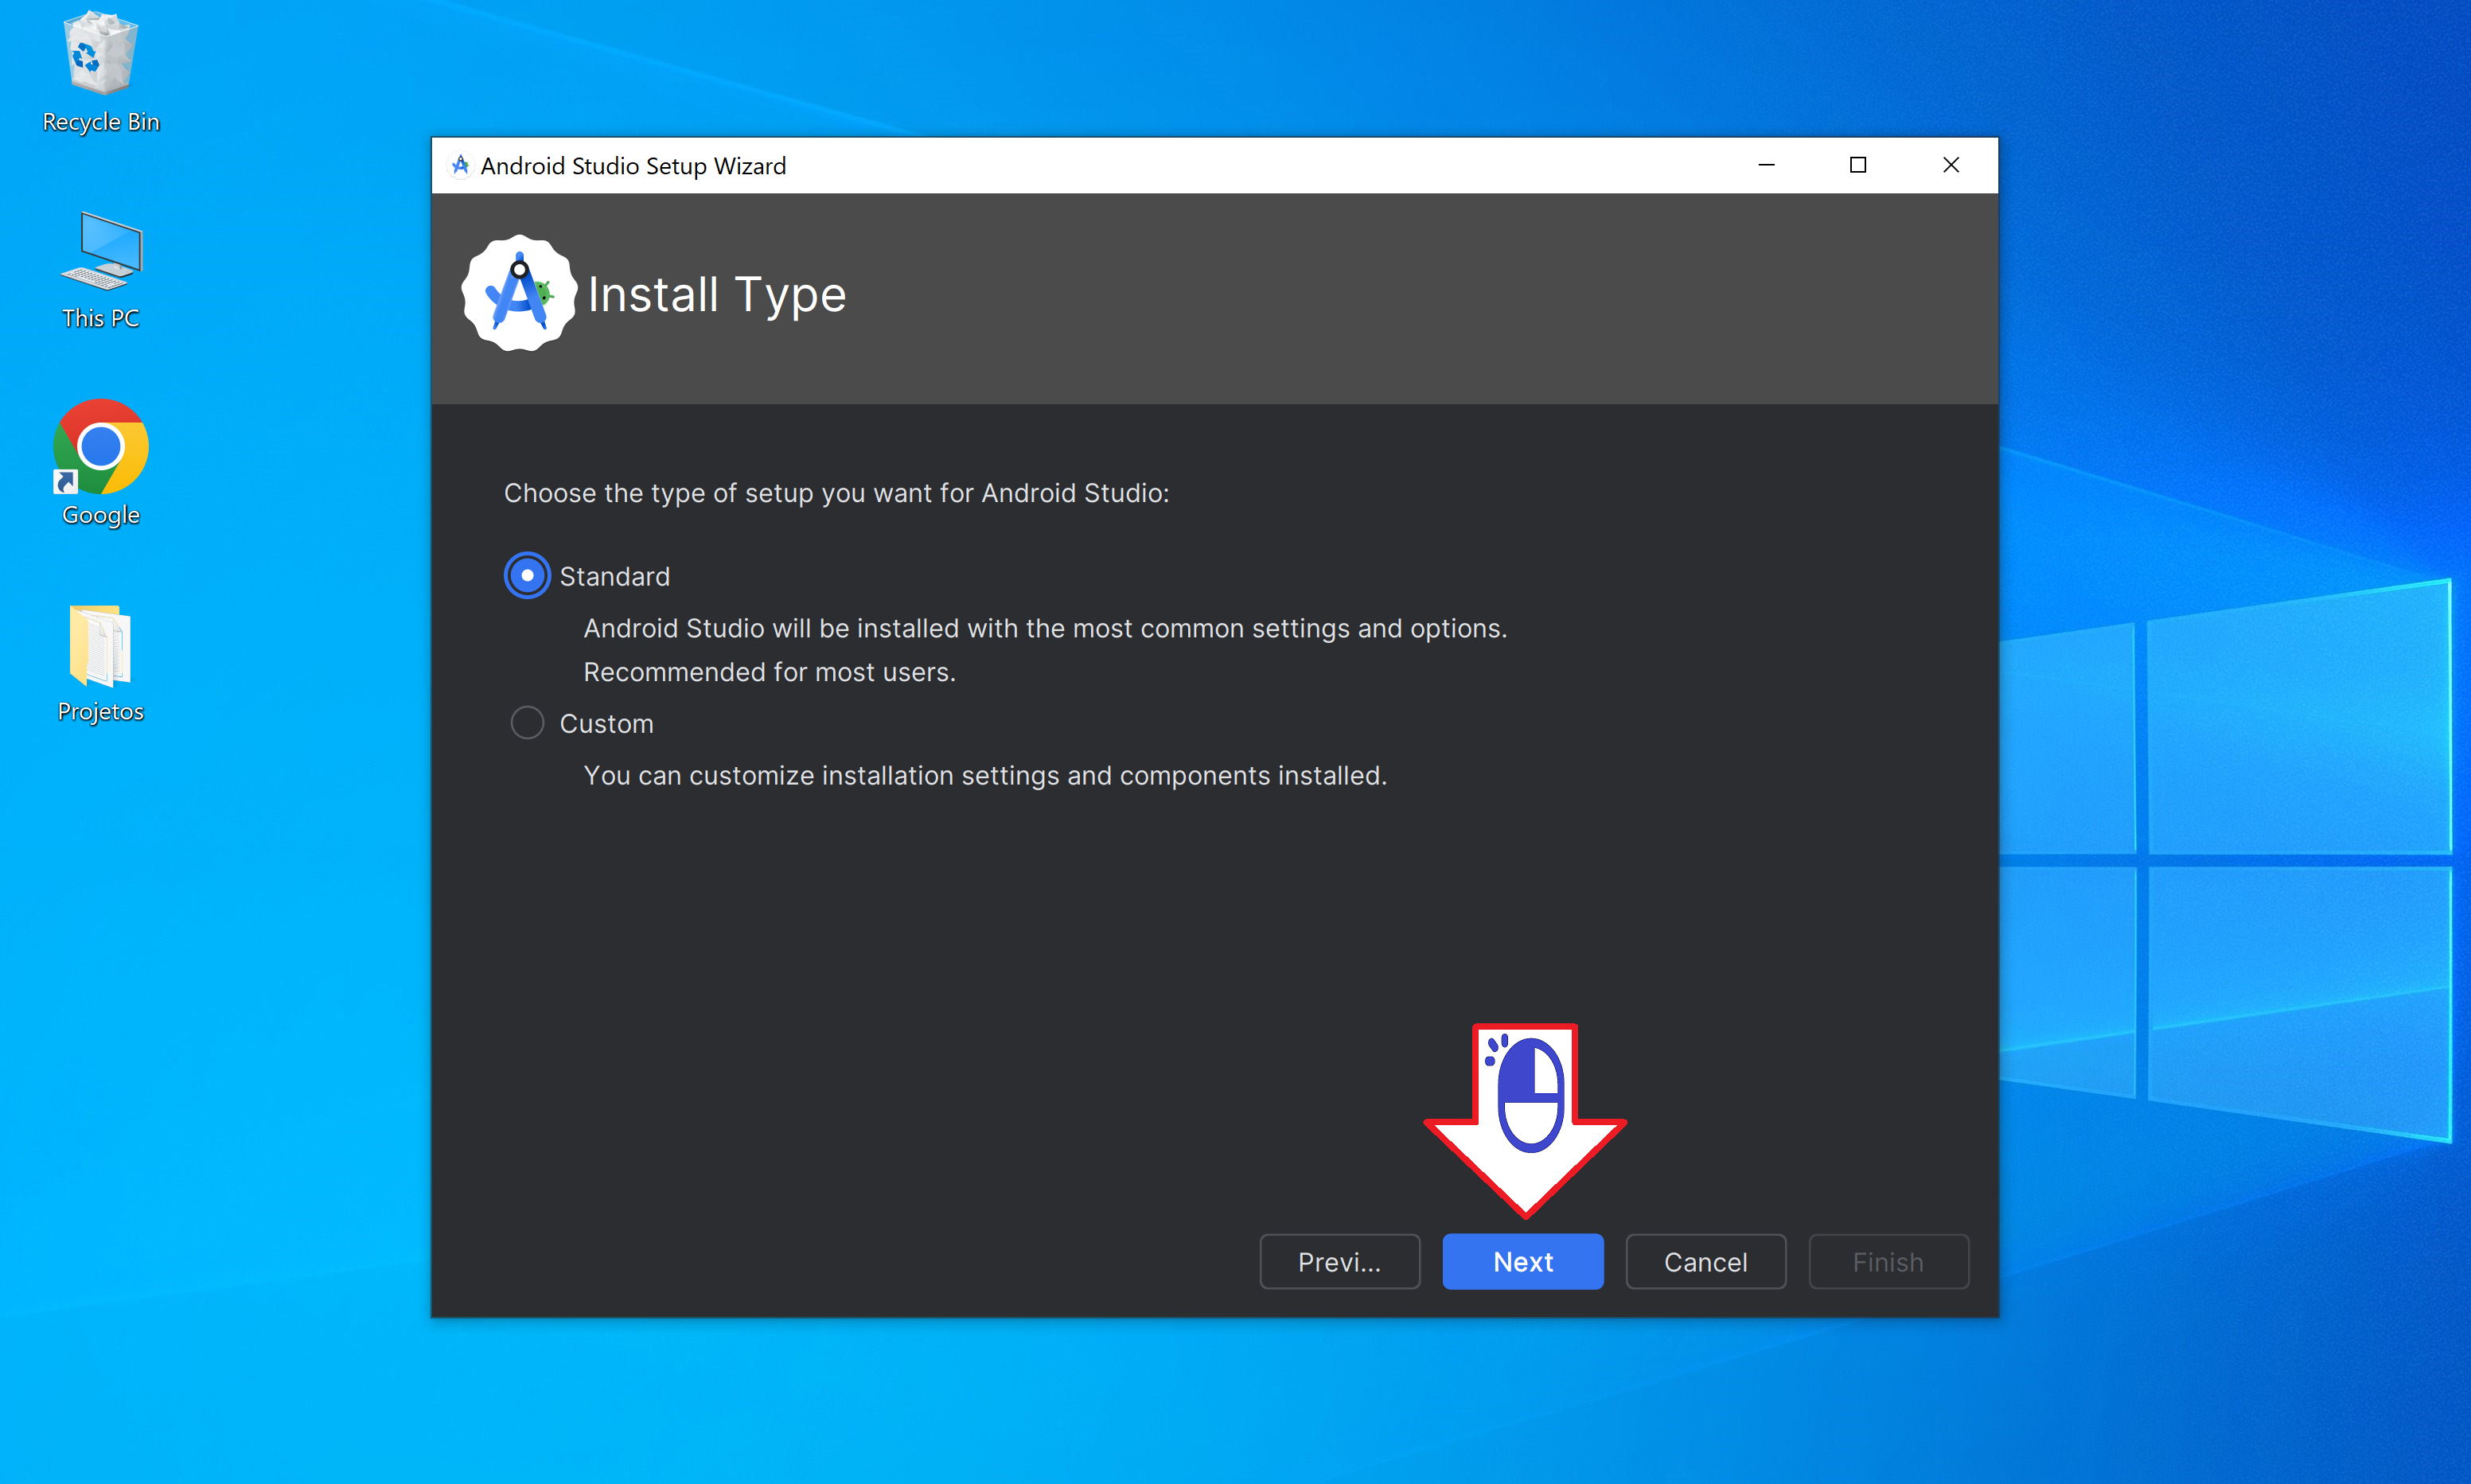 Recycle Bin
This PC
Google
Projetos
Android Studio Setup Wizard
Install Type
Choose the type of setup you want for Android Studio:
Standard
Android Studio will be installed with the most common settings and options.
Recommended for most users.
Custom
You can customize installation settings and components installed.
Previ...
Next
Cancel
Finish